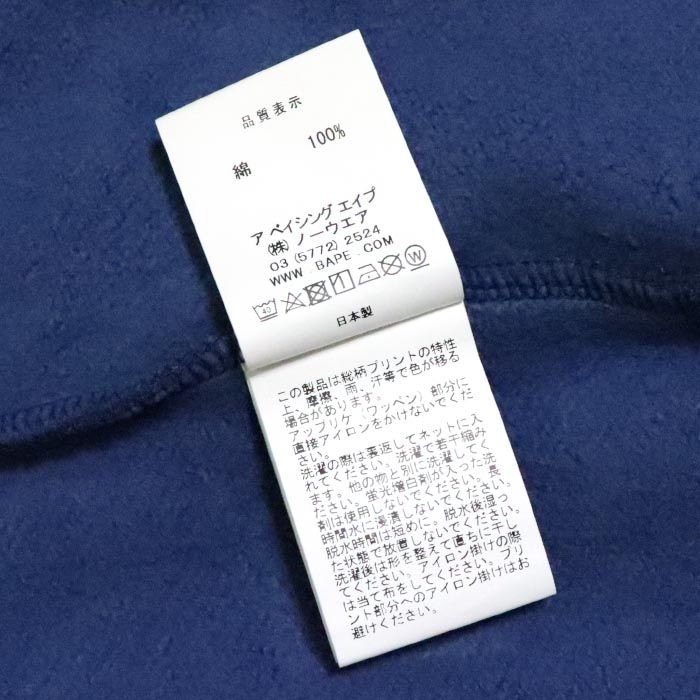 品質表示
綿 100%
ア ベイシング エイプ
㈱ ノーウエア
03 (5772) 2524
WWW.BAPE.COM
40 W
日本製
この製品は総柄プリントの特性
上、摩擦、雨、汗等で色が移る
場合があります。
アップリケ(ワッペン)部分に
直接アイロンをかけないでくだ
さい。
洗濯の際は裏返してネットに入
れてください。洗濯で若干縮み
ます。他の物と別に洗濯してく
ださい。蛍光増白剤が入った洗
剤は使用しないでください。長
時間水に浸漬しないでください。
脱水時間は短めに。脱水後湿っ
た状態で放置しないでください。
洗濯後は形を整えて直ちに干し
てください。アイロン掛けの際
は当て布をしてください。プリ
ント部分へのアイロン掛けはお
避けください。